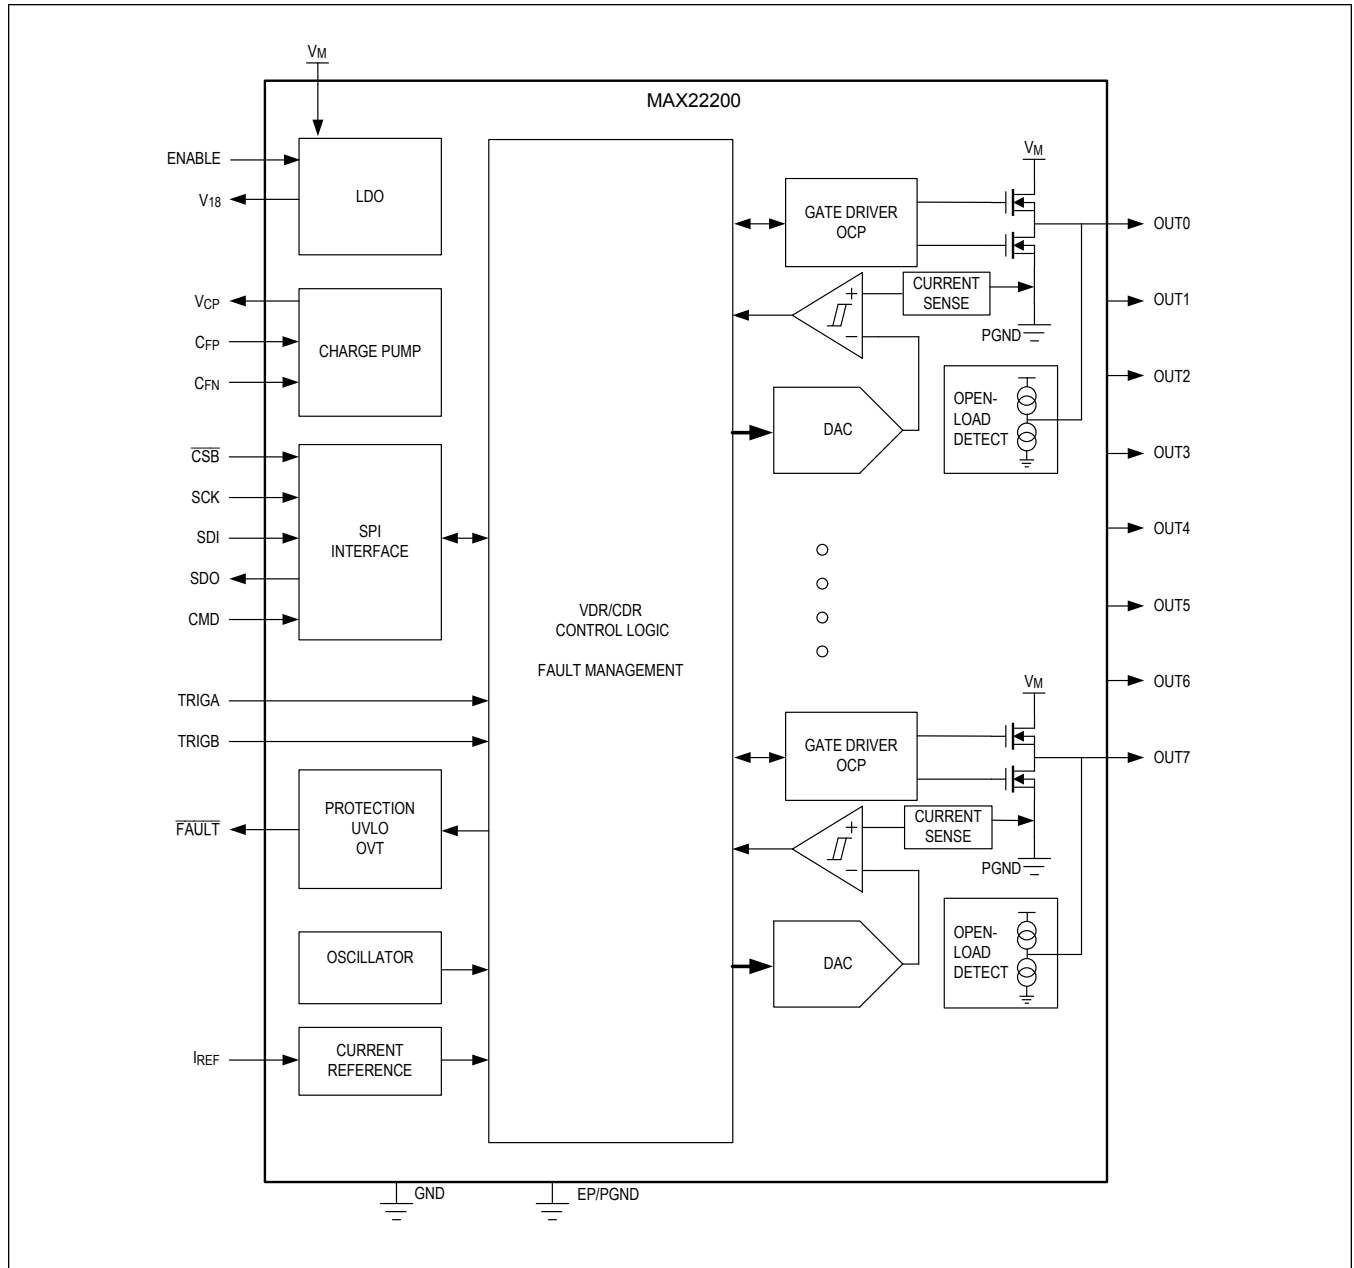 VM
MAX22200
ENABLE
V18
LDO
VCP
CFP
CFN
CHARGE PUMP
CSB
SCK
SDI
SDO
CMD
SPI
INTERFACE
TRIGA
TRIGB
FAULT
PROTECTION
UVLO
OVT
OSCILLATOR
IREF
CURRENT
REFERENCE
VDR/CDR
CONTROL LOGIC
FAULT MANAGEMENT
GATE DRIVER
OCP
VM
CURRENT
SENSE
+
−
PGND
DAC
OPEN-
LOAD
DETECT
GATE DRIVER
OCP
VM
CURRENT
SENSE
+
−
PGND
DAC
OPEN-
LOAD
DETECT
OUT0
OUT1
OUT2
OUT3
OUT4
OUT5
OUT6
OUT7
GND
EP/PGND